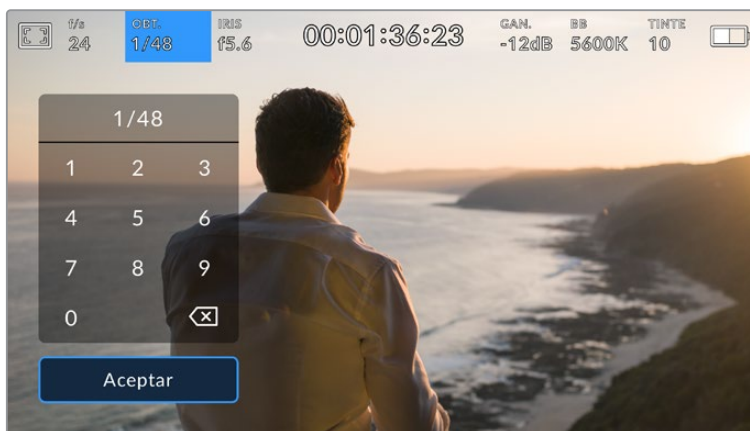 f/s OBT. IRIS GAN. BB TINTE
24 1/48 f5.6 00:01:36:23 -12dB 5600K 10
1/48
1 2 3
4 5 6
7 8 9
0
Aceptar